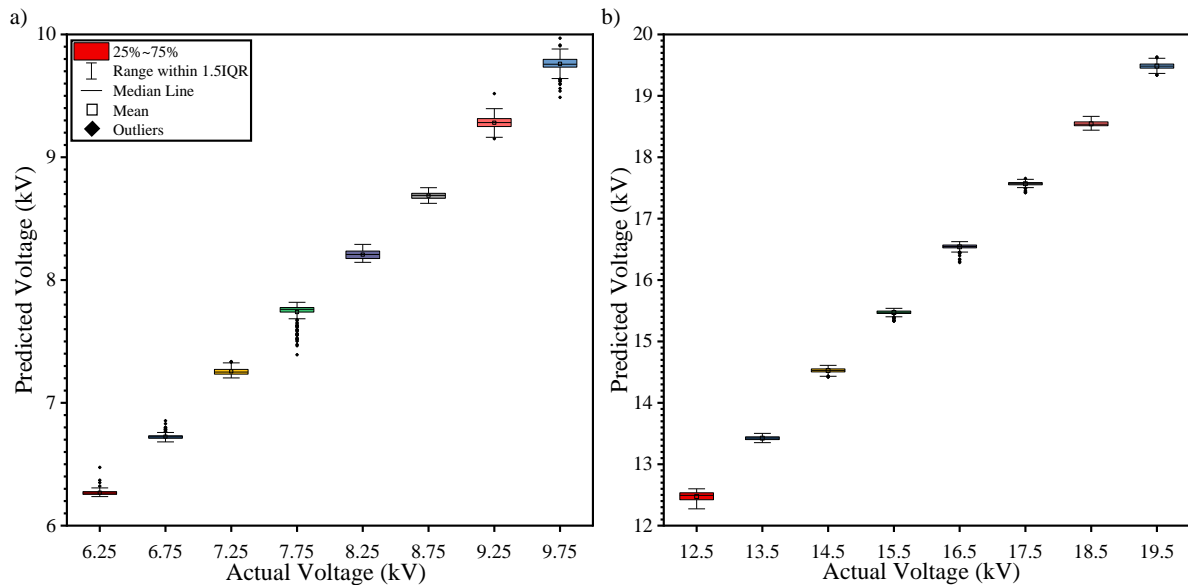 a)
10
9
8
7
6
Predicted Voltage (kV)
25%~75%
Range within 1.5IQR
Median Line
Mean
Outliers
6.25 6.75 7.25 7.75 8.25 8.75 9.25 9.75
Actual Voltage (kV)
b)
20
19
18
17
16
15
14
13
12
Predicted Voltage (kV)
12.5 13.5 14.5 15.5 16.5 17.5 18.5 19.5
Actual Voltage (kV)